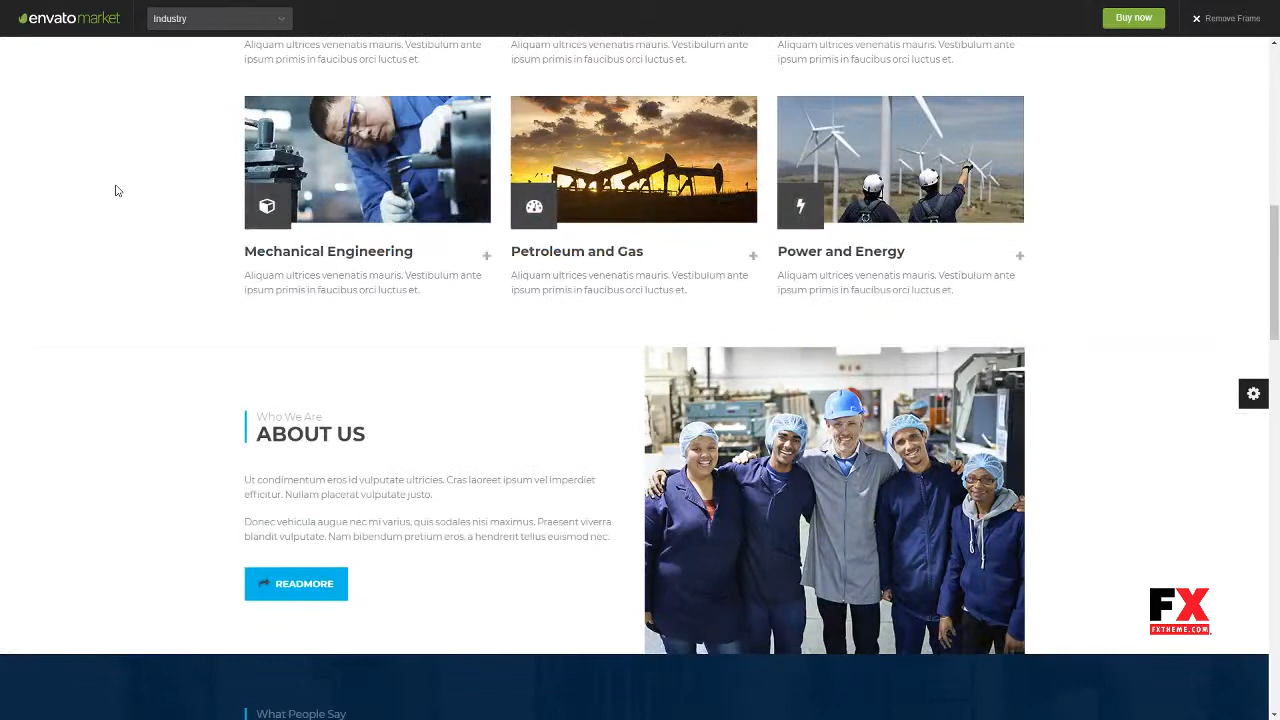 envato market
Industry
Buy now
Remove Frame
Aliquam ultrices venenatis mauris. Vestibulum ante
ipsum primis in faucibus orci luctus et.
Aliquam ultrices venenatis mauris. Vestibulum ante
ipsum primis in faucibus orci luctus et.
Aliquam ultrices venenatis mauris. Vestibulum ante
ipsum primis in faucibus orci luctus et.
Mechanical Engineering
Aliquam ultrices venenatis mauris. Vestibulum ante
ipsum primis in faucibus orci luctus et.
Petroleum and Gas
Aliquam ultrices venenatis mauris. Vestibulum ante
ipsum primis in faucibus orci luctus et.
Power and Energy
Aliquam ultrices venenatis mauris. Vestibulum ante
ipsum primis in faucibus orci luctus et.
Who We Are
ABOUT US
Ut condimentum eros id vulputate ultricies. Cras laoreet ipsum vel imperdiet
efficitur. Nullam placerat vulputate justo.
Donec vehicula augue nec mi varius, quis sodales nisi maximus. Praesent viverra
blandit vulputate. Nam bibendum pretium eros, a hendrerit tellus euismod nec.
READMORE
FX
FXTHEME.COM
What People Say